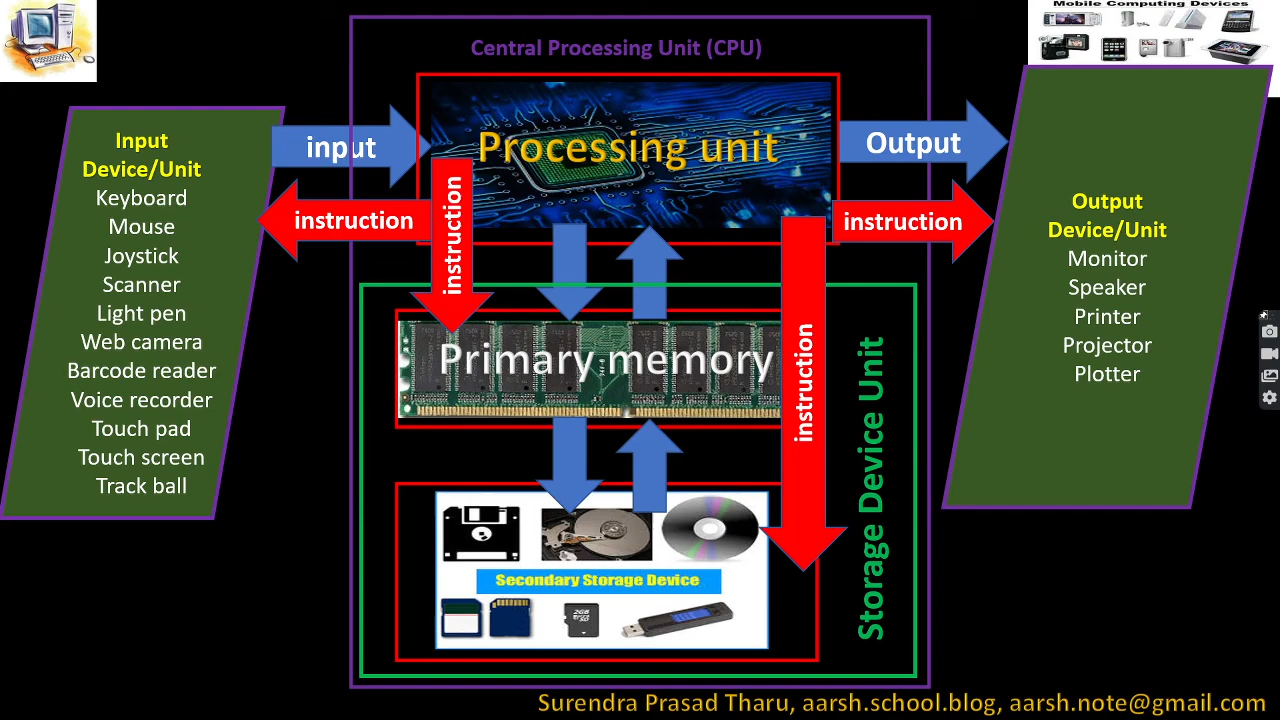 Mobile Computing Devices
Central Processing Unit (CPU)
Input
Device/Unit
Keyboard
Mouse
Joystick
Scanner
Light pen
Web camera
Barcode reader
Voice recorder
Touch pad
Touch screen
Track ball
input
instruction
instruction
Processing unit
Output
instruction
instruction
Primary memory
Secondary Storage Device
2GB
Storage Device Unit
Output
Device/Unit
Monitor
Speaker
Printer
Projector
Plotter
Surendra Prasad Tharu, aarsh.school.blog, aarsh.note@gmail.com